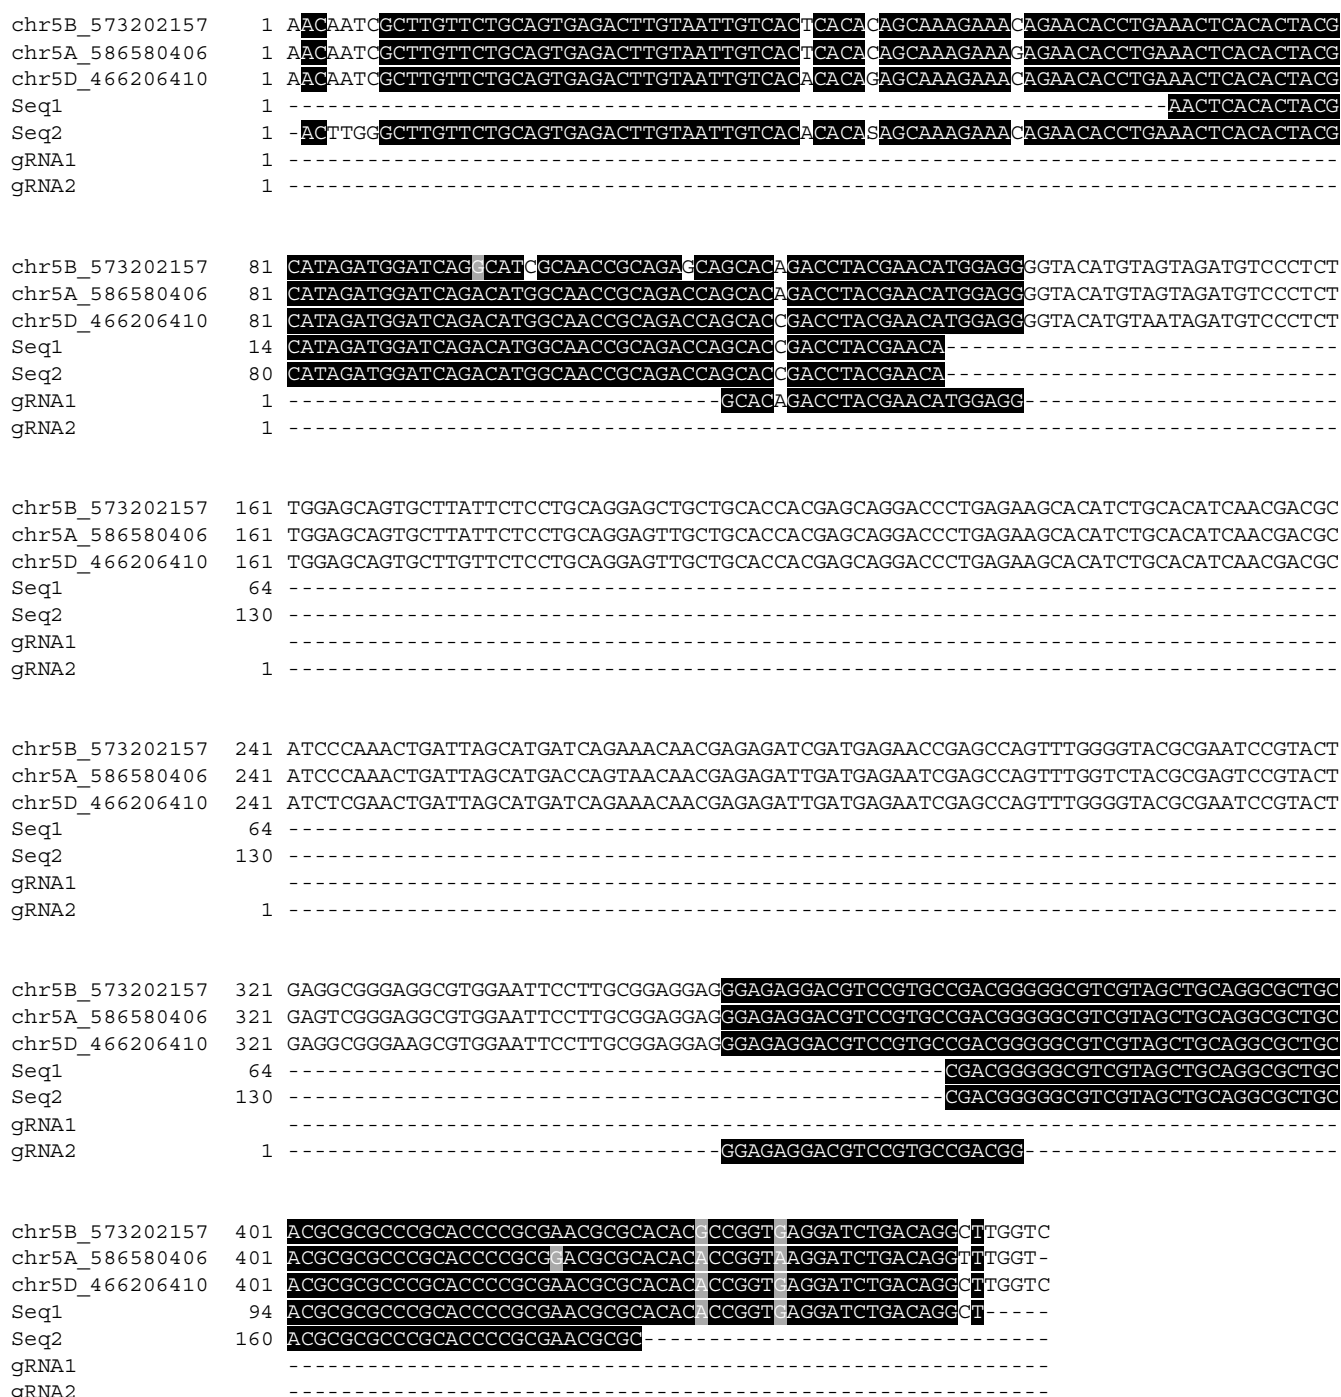 chr5B_573202157 1 AACAATCGCTTGTTCTGCAGTGAGACTTGTAATTGTCACTCACACAGCAAAGAAACAGAACACCTGAAACTCACACTACG
chr5A_586580406 1 AACAATCGCTTGTTCTGCAGTGAGACTTGTAATTGTCACTCACACAGCAAAGAAAGAGAACACCTGAAACTCACACTACG
chr5D_466206410 1 AACAATCGCTTGTTCTGCAGTGAGACTTGTAATTGTCACACACAGAGCAAAGAAACAGAACACCTGAAACTCACACTACG
Seq1 1 -------------------------------------------------------------------AACTCACACTACG
Seq2 1 -ACTTGGGCTTGTTCTGCAGTGAGACTTGTAATTGTCACACACASAGCAAAGAAACAGAACACCTGAAACTCACACTACG
gRNA1 1 --------------------------------------------------------------------------------
gRNA2 1 --------------------------------------------------------------------------------
chr5B_573202157 81 CATAGATGGATCAGGCATCGCAACCGCAGAGCAGCACAGACCTACGAACATGGAGGGGTACATGTAGTAGATGTCCCTCT
chr5A_586580406 81 CATAGATGGATCAGACATGGCAACCGCAGACCAGCACAGACCTACGAACATGGAGGGGTACATGTAGTAGATGTCCCTCT
chr5D_466206410 81 CATAGATGGATCAGACATGGCAACCGCAGACCAGCACCGACCTACGAACATGGAGGGGTACATGTAATAGATGTCCCTCT
Seq1 14 CATAGATGGATCAGACATGGCAACCGCAGACCAGCACCGACCTACGAACA------------------------------
Seq2 80 CATAGATGGATCAGACATGGCAACCGCAGACCAGCACCGACCTACGAACA------------------------------
gRNA1 1 ---------------------------------GCACAGACCTACGAACATGGAGG------------------------
gRNA2 1 --------------------------------------------------------------------------------
chr5B_573202157 161 TGGAGCAGTGCTTATTCTCCTGCAGGAGCTGCTGCACCACGAGCAGGACCCTGAGAAGCACATCTGCACATCAACGACGC
chr5A_586580406 161 TGGAGCAGTGCTTATTCTCCTGCAGGAGTTGCTGCACCACGAGCAGGACCCTGAGAAGCACATCTGCACATCAACGACGC
chr5D_466206410 161 TGGAGCAGTGCTTGTTCTCCTGCAGGAGTTGCTGCACCACGAGCAGGACCCTGAGAAGCACATCTGCACATCAACGACGC
Seq1 64 --------------------------------------------------------------------------------
Seq2 130 --------------------------------------------------------------------------------
gRNA1 --------------------------------------------------------------------------------
gRNA2 1 --------------------------------------------------------------------------------
chr5B_573202157 241 ATCCCAAACTGATTAGCATGATCAGAAACAACGAGAGATCGATGAGAACCGAGCCAGTTTGGGGTACGCGAATCCGTACT
chr5A_586580406 241 ATCCCAAACTGATTAGCATGACCAGTAACAACGAGAGATTGATGAGAATCGAGCCAGTTTGGTCTACGCGAGTCCGTACT
chr5D_466206410 241 ATCTCGAACTGATTAGCATGATCAGAAACAACGAGAGATTGATGAGAATCGAGCCAGTTTGGGGTACGCGAATCCGTACT
Seq1 64 --------------------------------------------------------------------------------
Seq2 130 --------------------------------------------------------------------------------
gRNA1 --------------------------------------------------------------------------------
gRNA2 1 --------------------------------------------------------------------------------
chr5B_573202157 321 GAGGCGGGAGGCGTGGAATTCCTTGCGGAGGAGGGAGAGGACGTCCGTGCCGACGGGGGCGTCGTAGCTGCAGGCGCTGC
chr5A_586580406 321 GAGTCGGGAGGCGTGGAATTCCTTGCGGAGGAGGGAGAGGACGTCCGTGCCGACGGGGGCGTCGTAGCTGCAGGCGCTGC
chr5D_466206410 321 GAGGCGGGAAGCGTGGAATTCCTTGCGGAGGAGGGAGAGGACGTCCGTGCCGACGGGGGCGTCGTAGCTGCAGGCGCTGC
Seq1 64 --------------------------------------------------CGACGGGGGCGTCGTAGCTGCAGGCGCTGC
Seq2 130 --------------------------------------------------CGACGGGGGCGTCGTAGCTGCAGGCGCTGC
gRNA1 --------------------------------------------------------------------------------
gRNA2 1 ---------------------------------GGAGAGGACGTCCGTGCCGACGG------------------------
chr5B_573202157 401 ACGCGCGCCCGCACCCCGCGAACGCGCACACGCCGGTGAGGATCTGACAGGCTTGGTC
chr5A_586580406 401 ACGCGCGCCCGCACCCCGCGGACGCGCACACACCGGTAAGGATCTGACAGGTTTGGT-
chr5D_466206410 401 ACGCGCGCCCGCACCCCGCGAACGCGCACACACCGGTGAGGATCTGACAGGCTTGGTC
Seq1 94 ACGCGCGCCCGCACCCCGCGAACGCGCACACACCGGTGAGGATCTGACAGGCT-----
Seq2 160 ACGCGCGCCCGCACCCCGCGAACGCGC-------------------------------
gRNA1 ----------------------------------------------------------
gRNA2 ----------------------------------------------------------